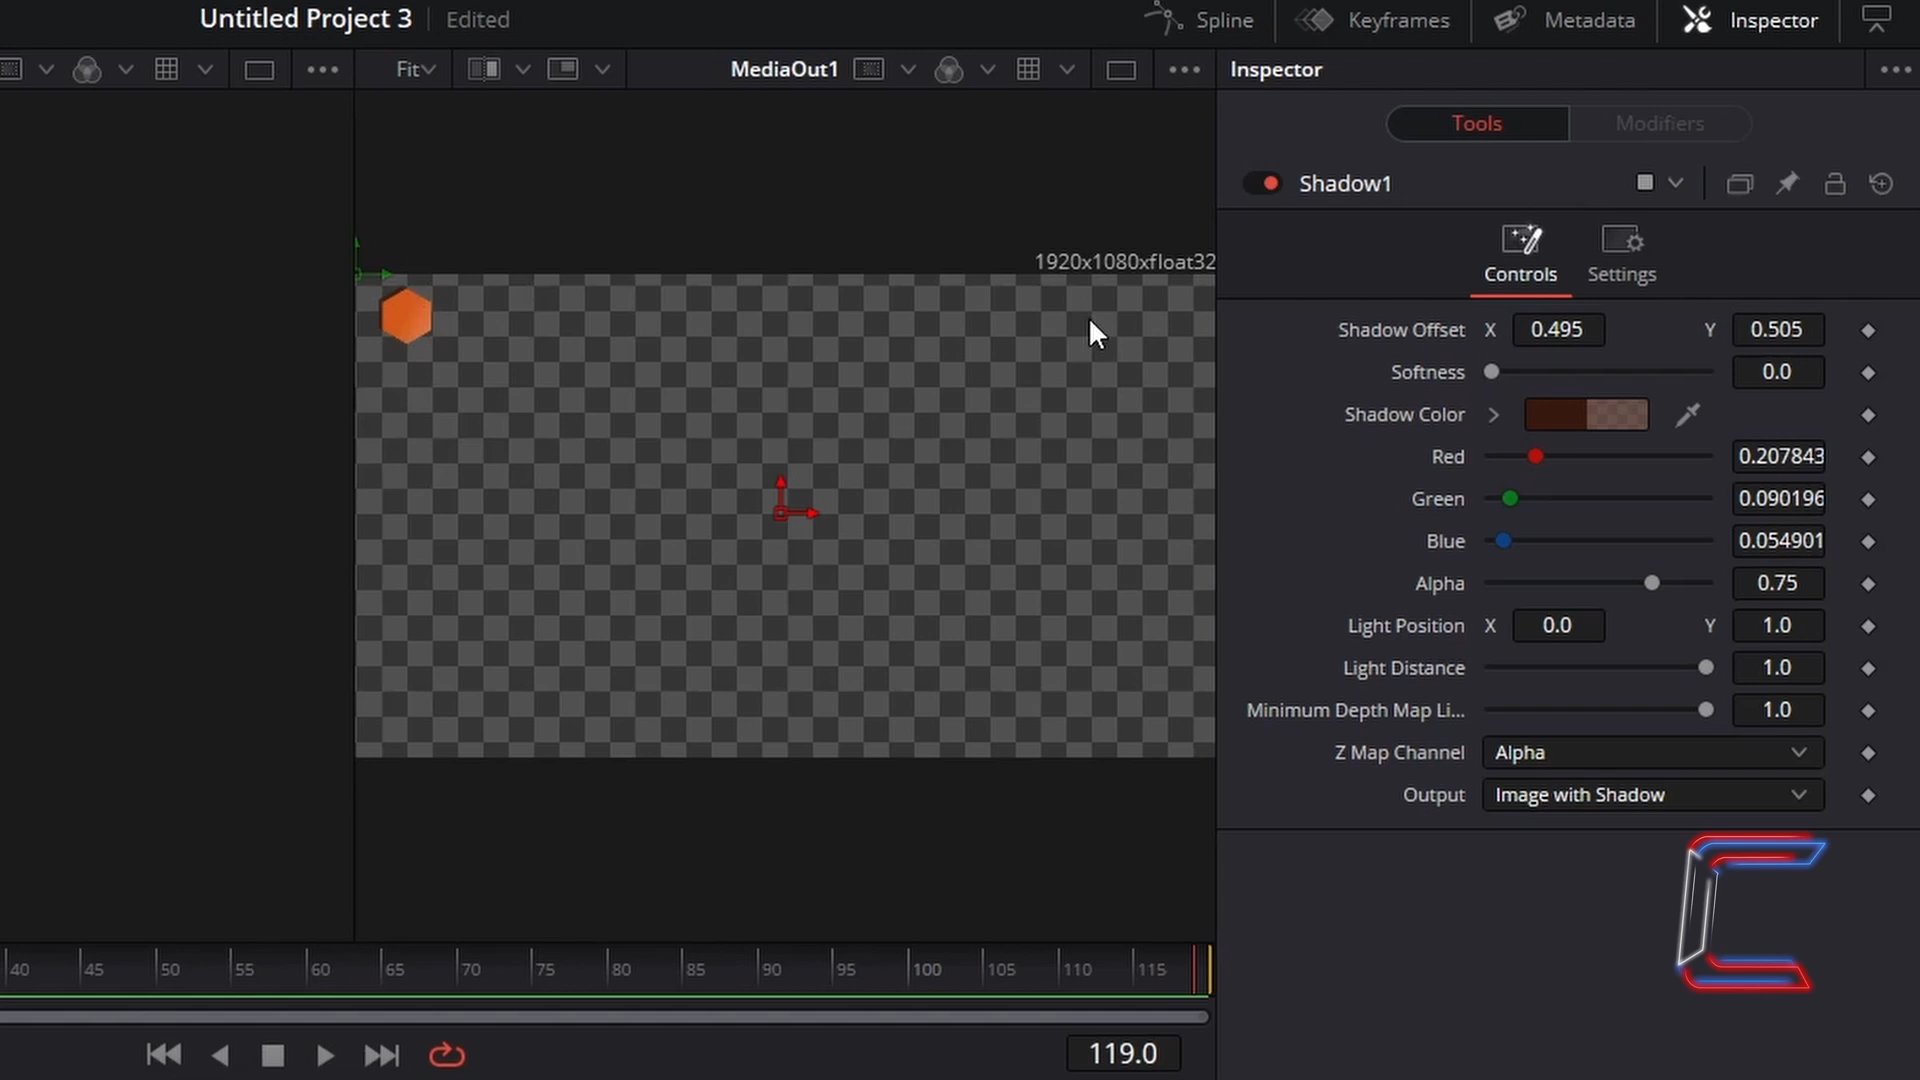 Untitled Project 3 Edited Spline Keyframes Metadata Inspector
Fit MediaOut1 Inspector
Tools Modifiers
Shadow1
1920x1080xfloat32
Controls Settings
Shadow Offset X 0.495 Y 0.505
Softness 0.0
Shadow Color
Red 0.207843
Green 0.090196
Blue 0.054901
Alpha 0.75
Light Position X 0.0 Y 1.0
Light Distance 1.0
Minimum Depth Map Li... 1.0
Z Map Channel Alpha
Output Image with Shadow
40 45 50 55 60 65 70 75 80 85 90 95 100 105 110 115
119.0